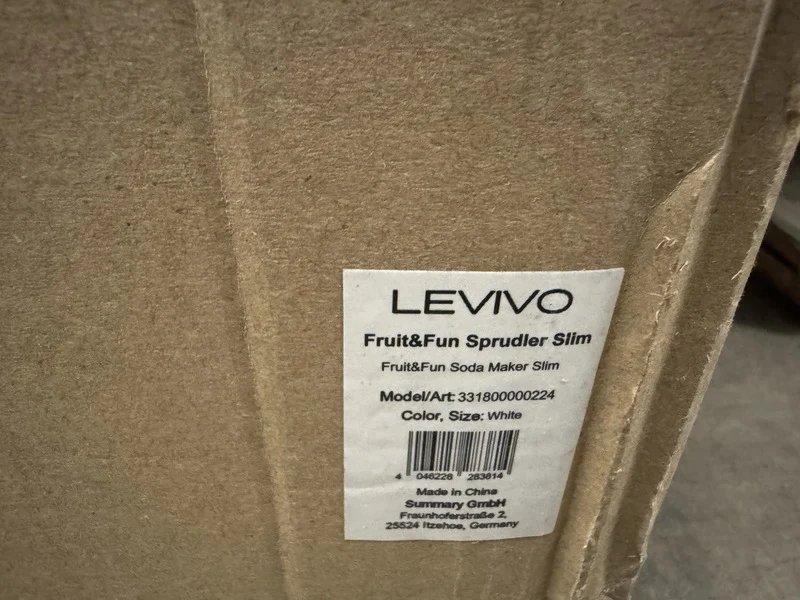 LEVIVO
Fruit&Fun Sprudler Slim
Fruit&Fun Soda Maker Slim
Model/Art: 331800000224
Color, Size: White
4 046228 283614
Made in China
Summary GmbH
Fraunhoferstraße 2,
25524 Itzehoe, Germany